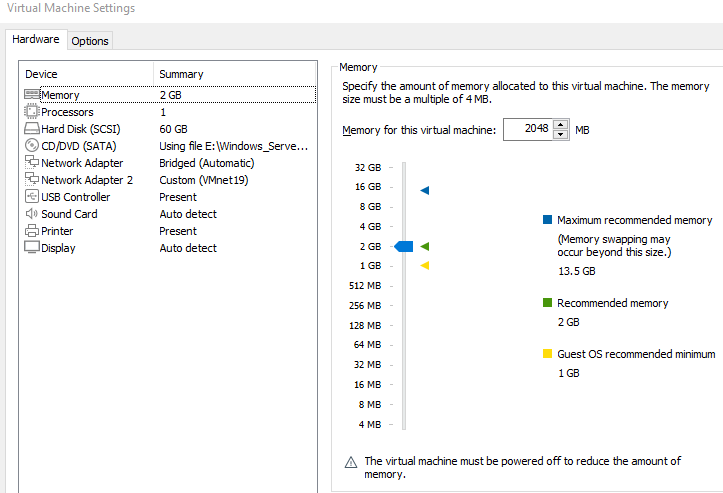 Virtual Machine Settings
Hardware Options
Device Summary
Memory 2 GB
Processors 1
Hard Disk (SCSI) 60 GB
CD/DVD (SATA) Using file E:\Windows_Serve...
Network Adapter Bridged (Automatic)
Network Adapter 2 Custom (VMnet19)
USB Controller Present
Sound Card Auto detect
Printer Present
Display Auto detect
Memory
Specify the amount of memory allocated to this virtual machine. The memory
size must be a multiple of 4 MB.
Memory for this virtual machine: 2048 MB
32 GB
16 GB
8 GB
4 GB
2 GB
1 GB
512 MB
256 MB
128 MB
64 MB
32 MB
16 MB
8 MB
4 MB
Maximum recommended memory
(Memory swapping may
occur beyond this size.)
13.5 GB
Recommended memory
2 GB
Guest OS recommended minimum
1 GB
The virtual machine must be powered off to reduce the amount of
memory.